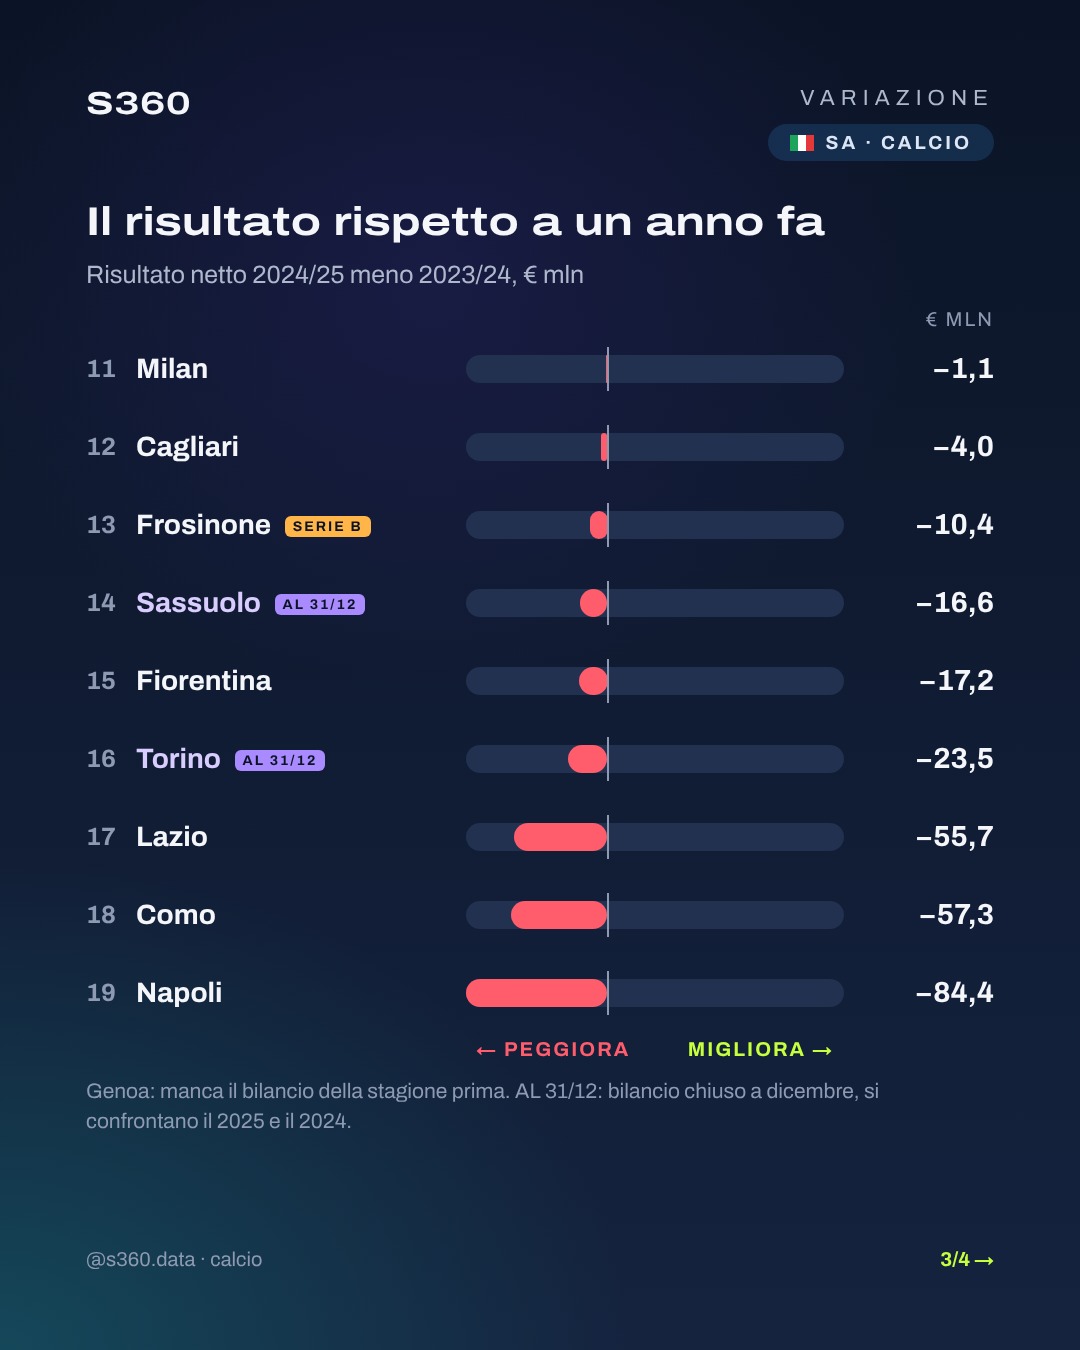 S360
VARIAZIONE
SA · CALCIO
Il risultato rispetto a un anno fa
Risultato netto 2024/25 meno 2023/24, € mln
€ MLN
11 Milan −1,1
12 Cagliari −4,0
13 Frosinone SERIE B −10,4
14 Sassuolo AL 31/12 −16,6
15 Fiorentina −17,2
16 Torino AL 31/12 −23,5
17 Lazio −55,7
18 Como −57,3
19 Napoli −84,4
← PEGGIORA MIGLIORA →
Genoa: manca il bilancio della stagione prima. AL 31/12: bilancio chiuso a dicembre, si
confrontano il 2025 e il 2024.
@s360.data · calcio 3/4 →